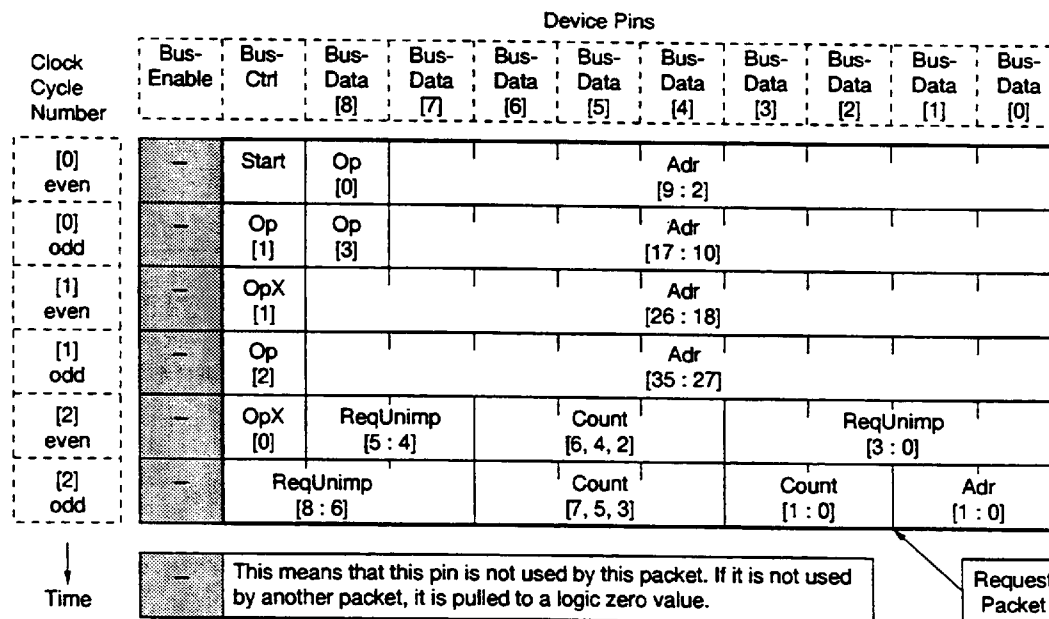 Device Pins
Clock
Cycle
Number
Bus-
Enable
Bus-
Ctrl
Bus-
Data
[8]
Bus-
Data
[7]
Bus-
Data
[6]
Bus-
Data
[5]
Bus-
Data
[4]
Bus-
Data
[3]
Bus-
Data
[2]
Bus-
Data
[1]
Bus-
Data
[0]
[0]
even
–
Start
Op
[0]
Adr
[9 : 2]
[0]
odd
–
Op
[1]
Op
[3]
Adr
[17 : 10]
[1]
even
–
OpX
[1]
Adr
[26 : 18]
[1]
odd
–
Op
[2]
Adr
[35 : 27]
[2]
even
–
OpX
[0]
ReqUnimp
[5 : 4]
Count
[6, 4, 2]
ReqUnimp
[3 : 0]
[2]
odd
–
ReqUnimp
[8 : 6]
Count
[7, 5, 3]
Count
[1 : 0]
Adr
[1 : 0]
Time
–
This means that this pin is not used by this packet. If it is not used
by another packet, it is pulled to a logic zero value.
Request
Packet